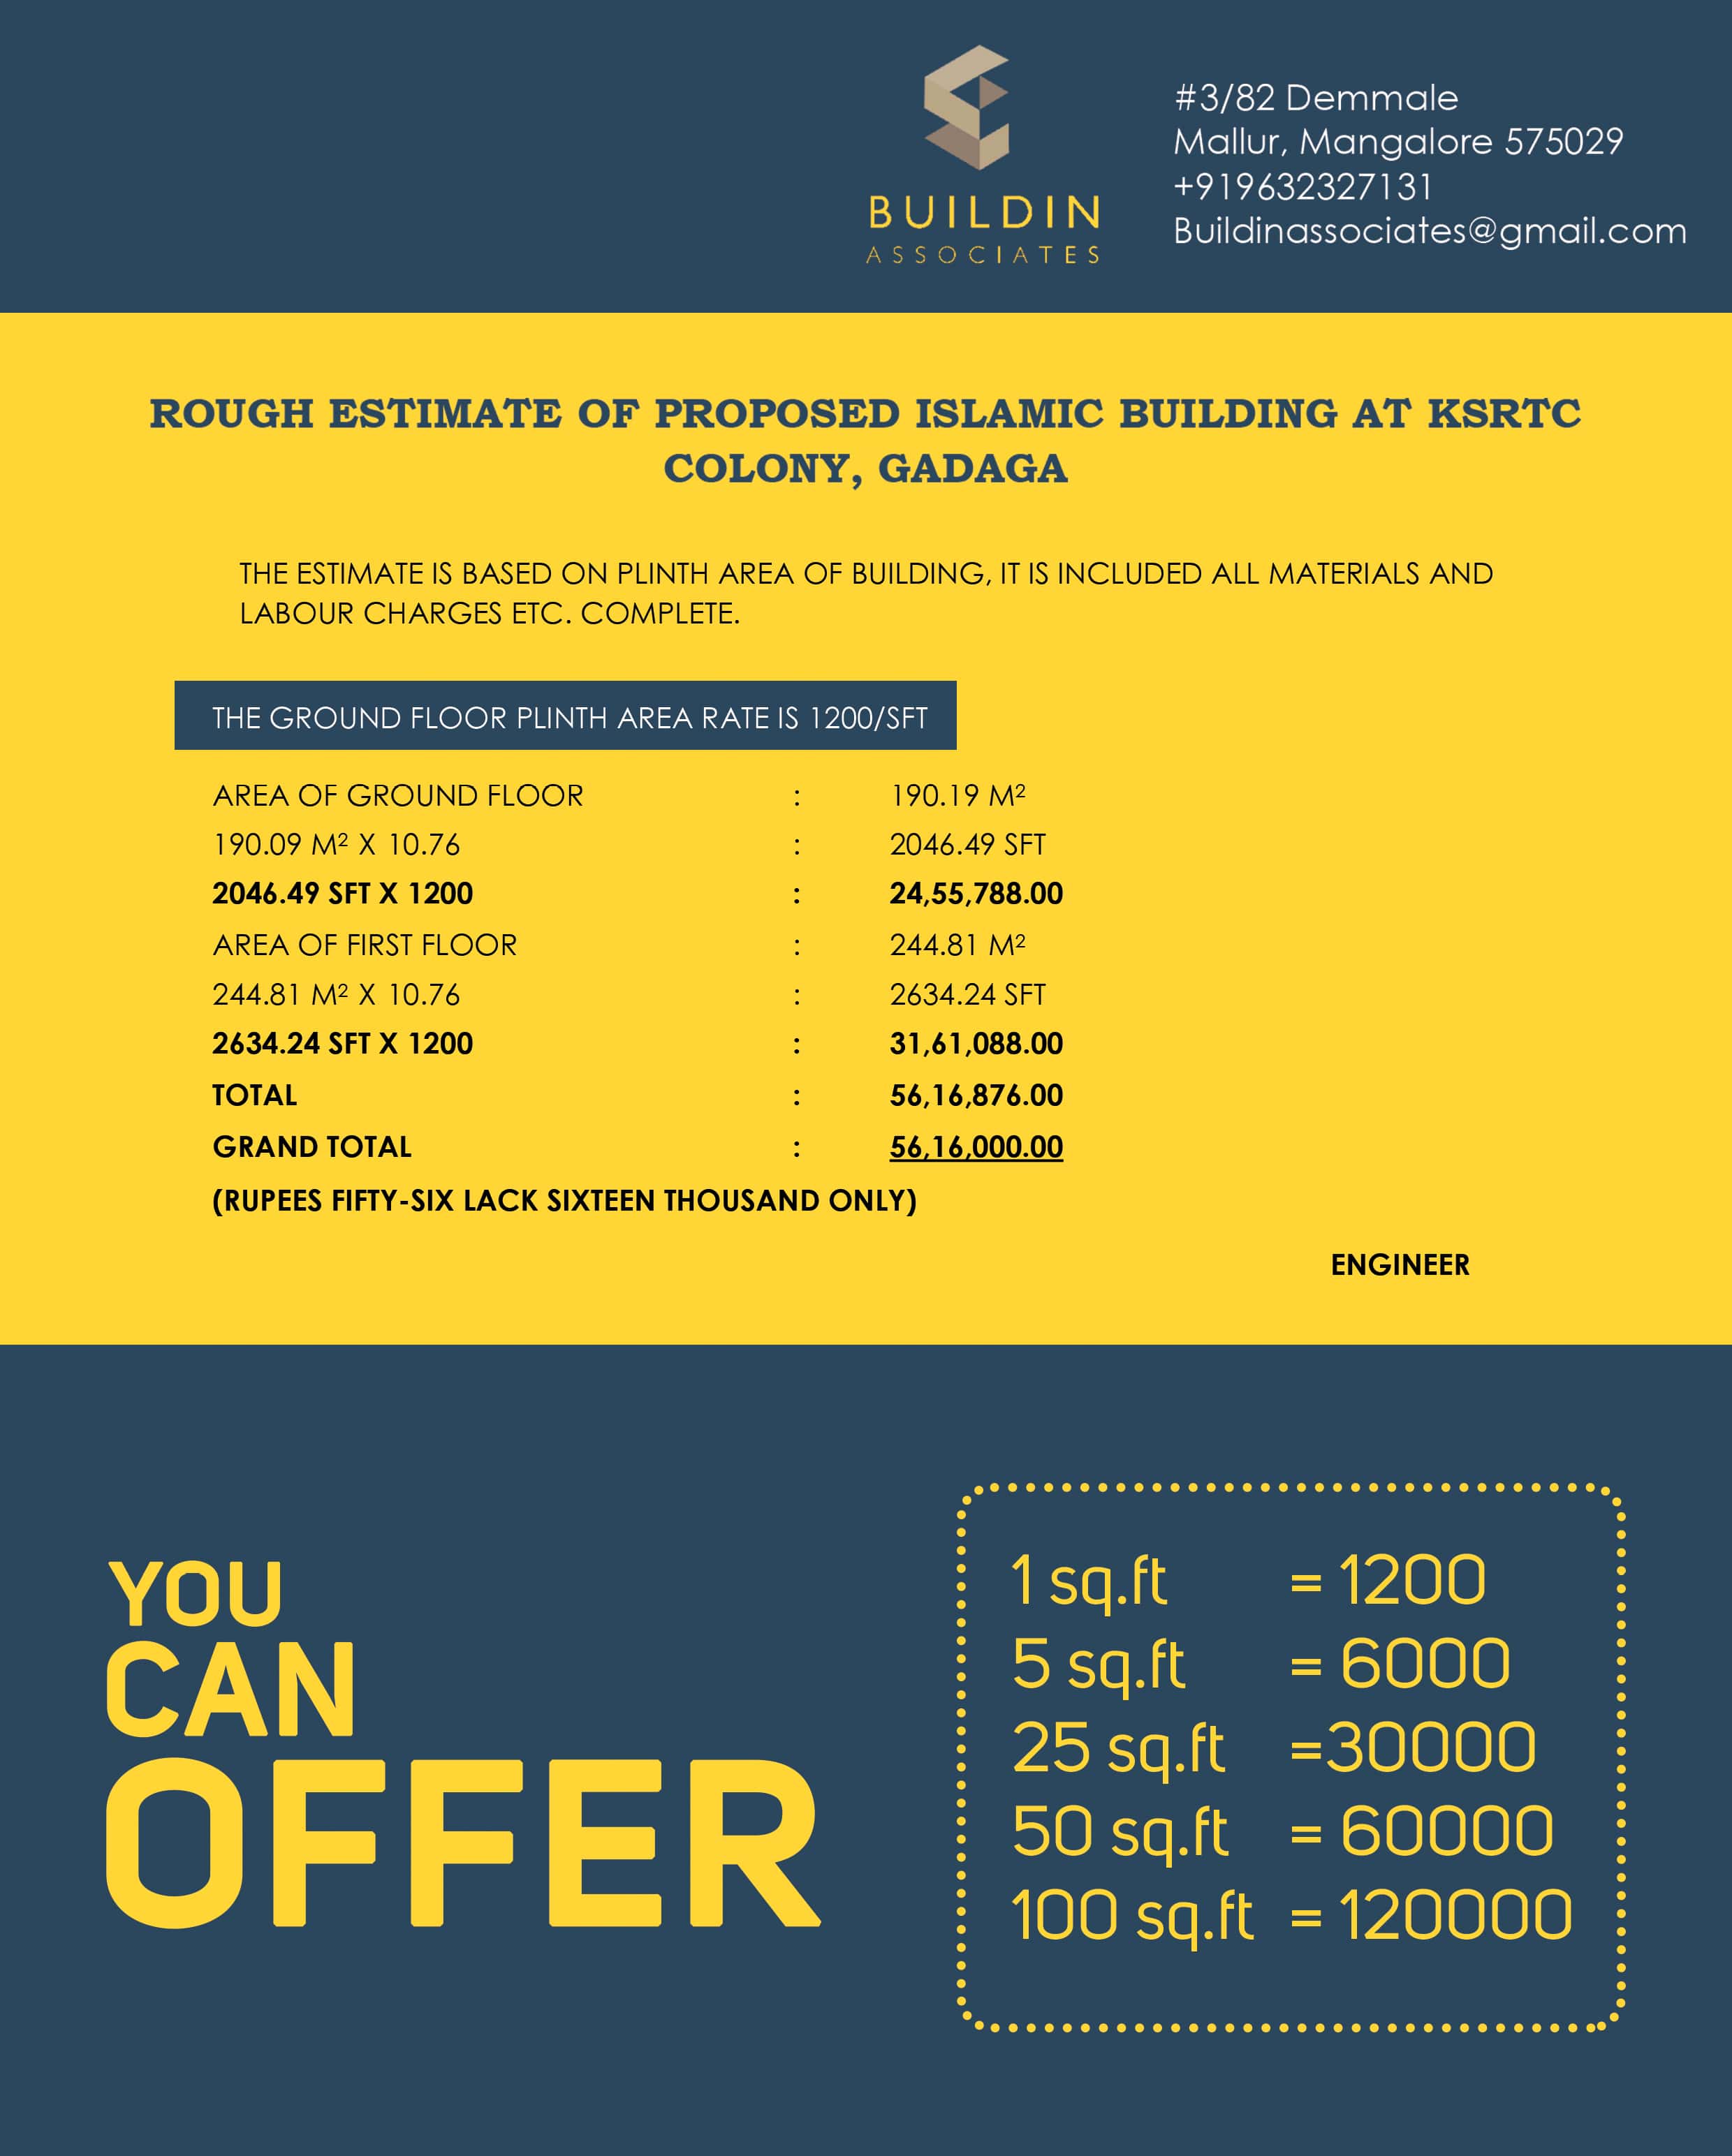 BUILDIN
ASSOCIATES
#3/82 Demmale
Mallur, Mangalore 575029
+919632327131
Buildinassociates@gmail.com
ROUGH ESTIMATE OF PROPOSED ISLAMIC BUILDING AT KSRTC
COLONY, GADAGA
THE ESTIMATE IS BASED ON PLINTH AREA OF BUILDING, IT IS INCLUDED ALL MATERIALS AND
LABOUR CHARGES ETC. COMPLETE.
THE GROUND FLOOR PLINTH AREA RATE IS 1200/SFT
AREA OF GROUND FLOOR : 190.19 M²
190.09 M² X 10.76 : 2046.49 SFT
2046.49 SFT X 1200 : 24,55,788.00
AREA OF FIRST FLOOR : 244.81 M²
244.81 M² X 10.76 : 2634.24 SFT
2634.24 SFT X 1200 : 31,61,088.00
TOTAL : 56,16,876.00
GRAND TOTAL : 56,16,000.00
(RUPEES FIFTY-SIX LACK SIXTEEN THOUSAND ONLY)
ENGINEER
YOU
CAN
OFFER
1 sq.ft = 1200
5 sq.ft = 6000
25 sq.ft =30000
50 sq.ft = 60000
100 sq.ft = 120000